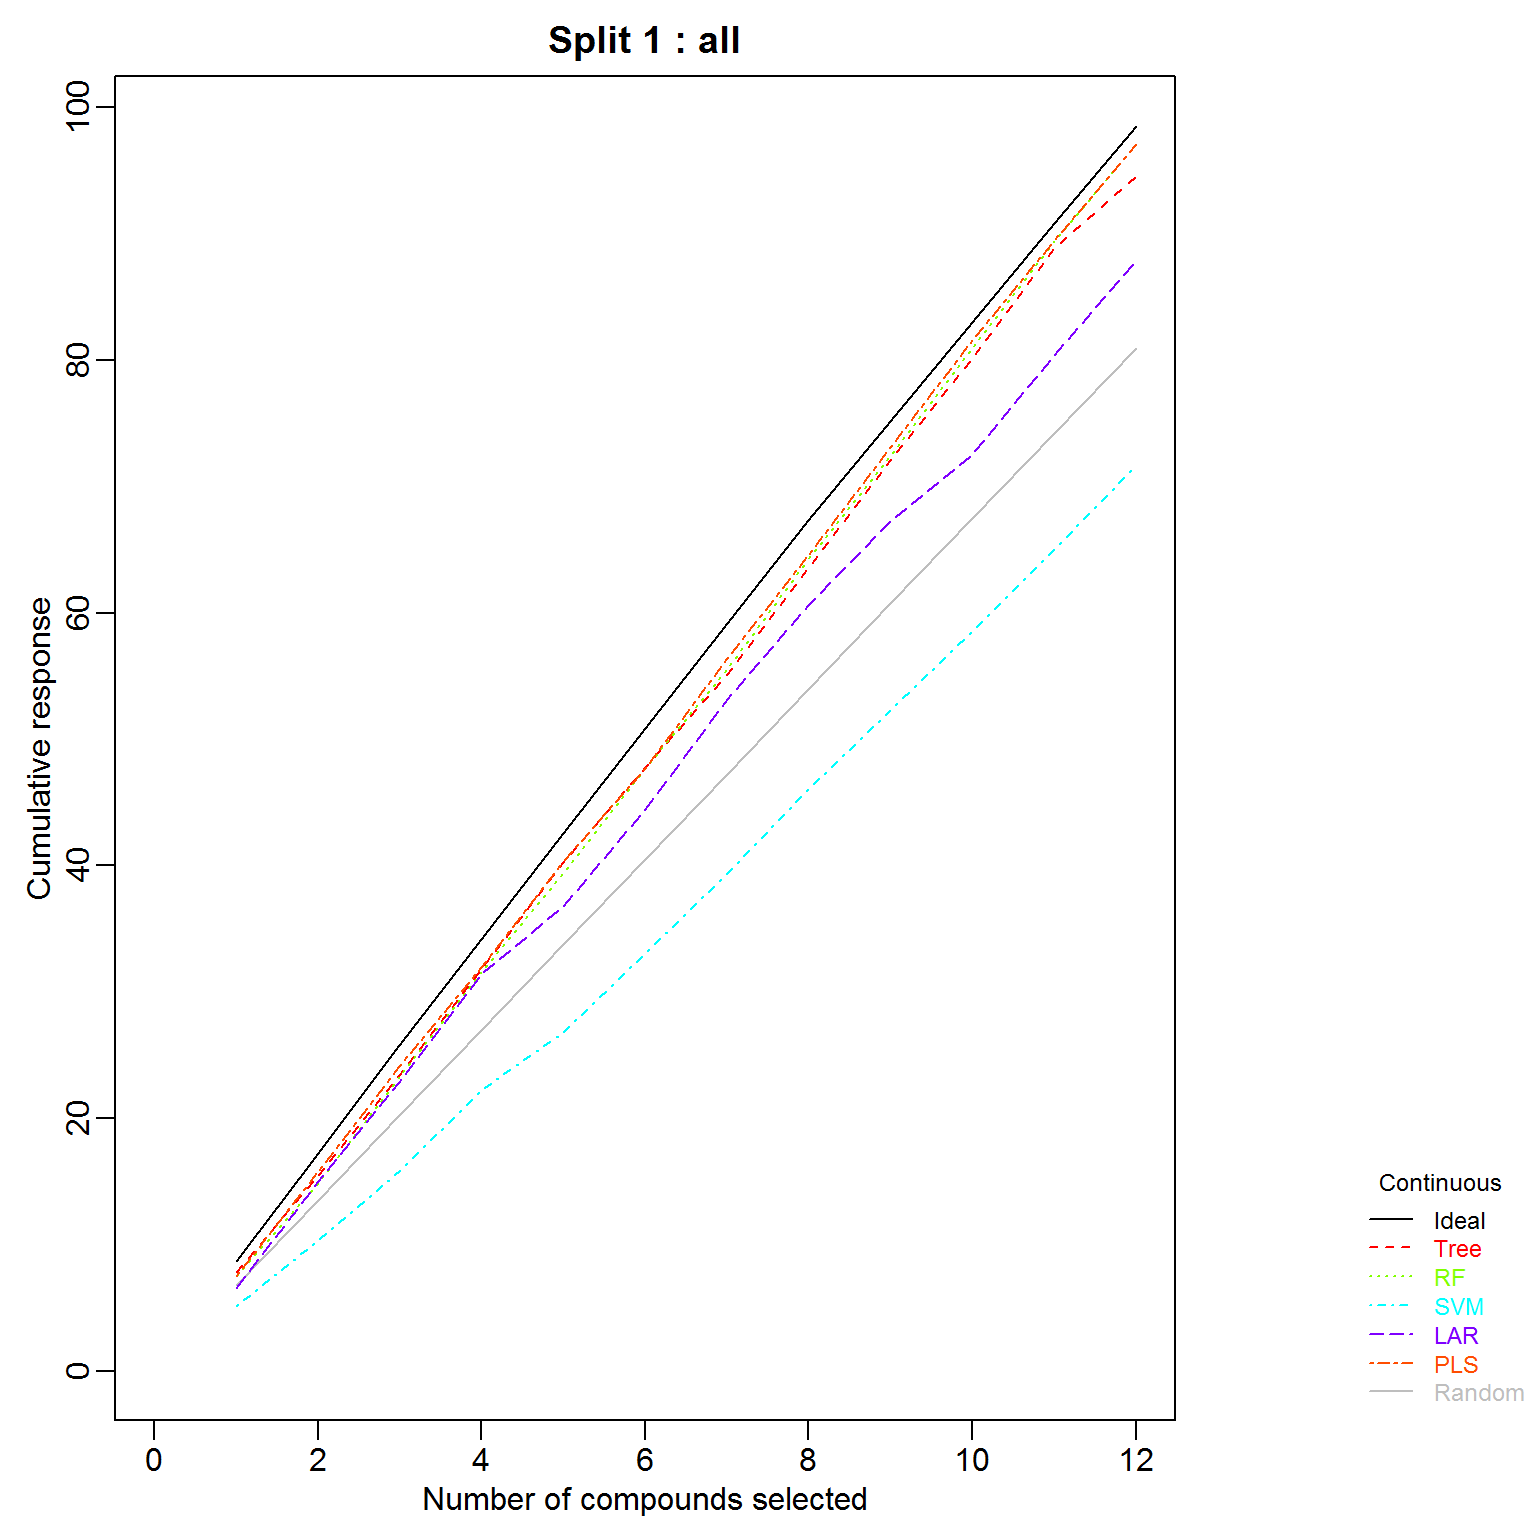 Split 1 : all
100
80
60
40
20
0
Cumulative response
0 2 4 6 8 10 12
Number of compounds selected
Continuous
Ideal
Tree
RF
SVM
LAR
PLS
Random